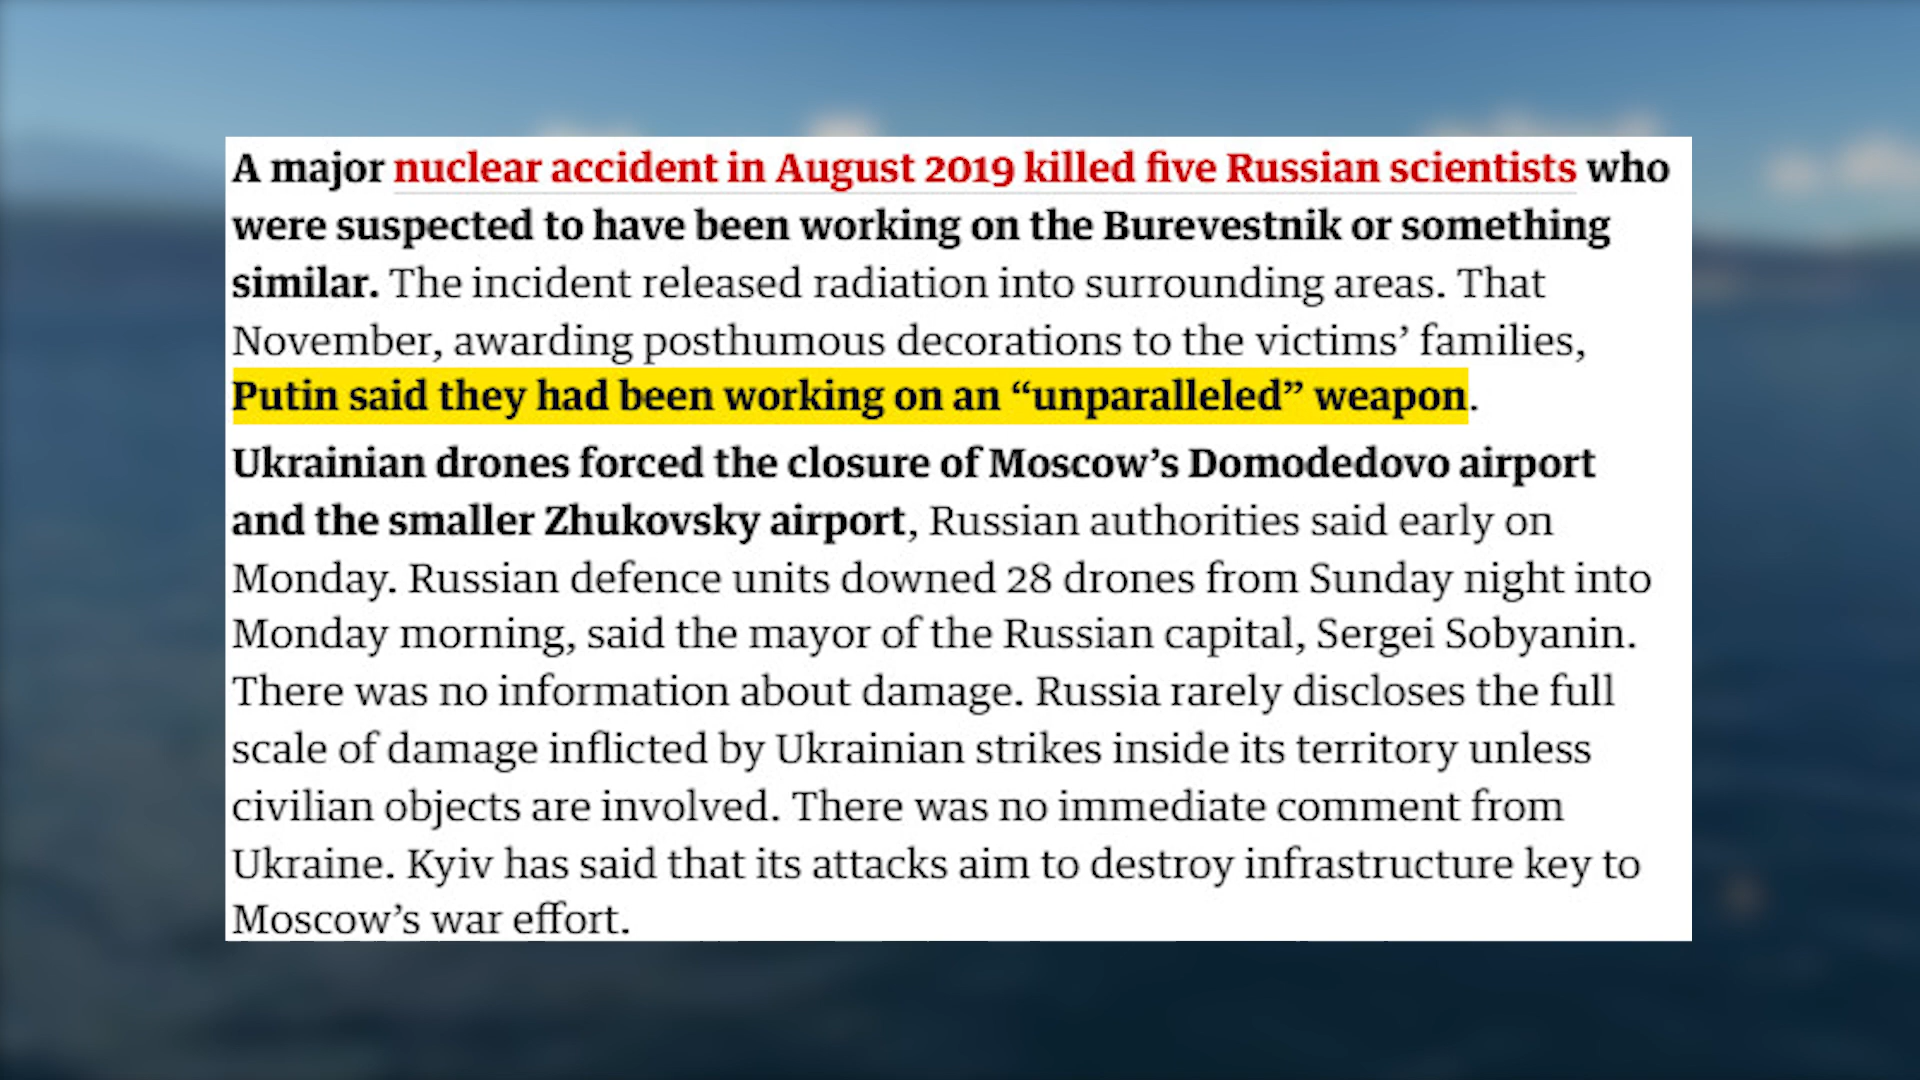 A major nuclear accident in August 2019 killed five Russian scientists who
were suspected to have been working on the Burevestnik or something
similar. The incident released radiation into surrounding areas. That
November, awarding posthumous decorations to the victims’ families,
Putin said they had been working on an “unparalleled” weapon.
Ukrainian drones forced the closure of Moscow’s Domodedovo airport
and the smaller Zhukovsky airport, Russian authorities said early on
Monday. Russian defence units downed 28 drones from Sunday night into
Monday morning, said the mayor of the Russian capital, Sergei Sobyanin.
There was no information about damage. Russia rarely discloses the full
scale of damage inflicted by Ukrainian strikes inside its territory unless
civilian objects are involved. There was no immediate comment from
Ukraine. Kyiv has said that its attacks aim to destroy infrastructure key to
Moscow’s war effort.